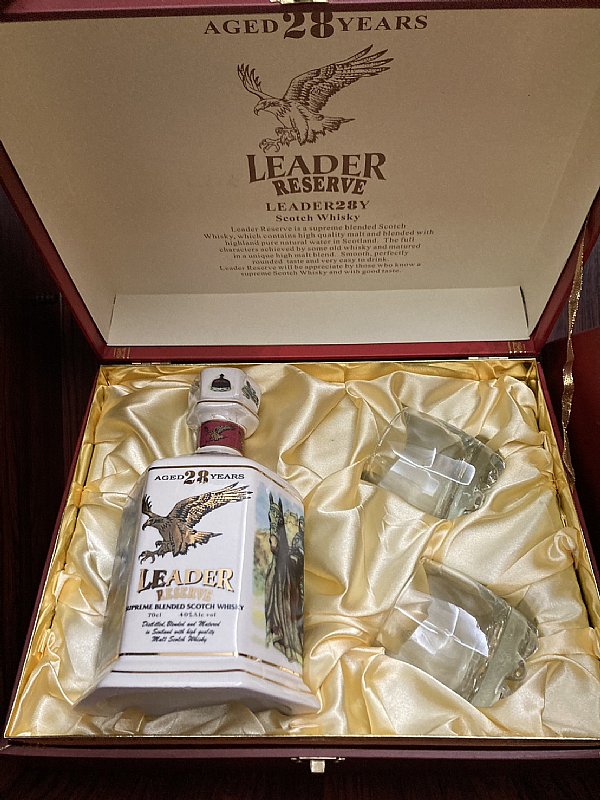 AGED 28 YEARS
LEADER
RESERVE
LEADER28Y
Scotch Whisky
Leader Reserve is a supreme blended Scotch
Whisky, which contains high quality malt and blended with
highland pure natural water in Scotland. The full
characters achieved by some old whisky and matured
in a unique high malt blend. Smooth, perfectly
rounded taste and very easy to drink.
Leader Reserve will be appreciate by those who know a
supreme Scotch Whisky and with good taste.
AGED 28 YEARS
LEADER
RESERVE
SUPREME BLENDED SCOTCH WHISKY
70cl 40%Alc vol
Distilled, Blended and Matured
in Scotland with high quality
Malt Scotch Whisky